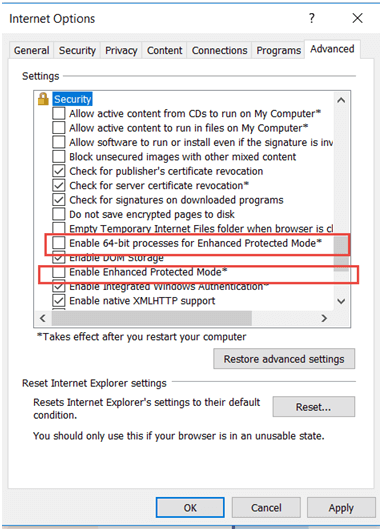 Internet Options ? ×
General Security Privacy Content Connections Programs Advanced
Settings
Security
Allow active content from CDs to run on My Computer*
Allow active content to run in files on My Computer*
Allow software to run or install even if the signature is inv
Block unsecured images with other mixed content
Check for publisher's certificate revocation
Check for server certificate revocation*
Check for signatures on downloaded programs
Do not save encrypted pages to disk
Empty Temporary Internet Files folder when browser is cl
Enable 64-bit processes for Enhanced Protected Mode*
Enable DOM Storage
Enable Enhanced Protected Mode*
Enable Integrated Windows Authentication*
Enable native XMLHTTP support
*Takes effect after you restart your computer
Restore advanced settings
Reset Internet Explorer settings
Resets Internet Explorer's settings to their default
condition.
Reset...
You should only use this if your browser is in an unusable state.
OK Cancel Apply